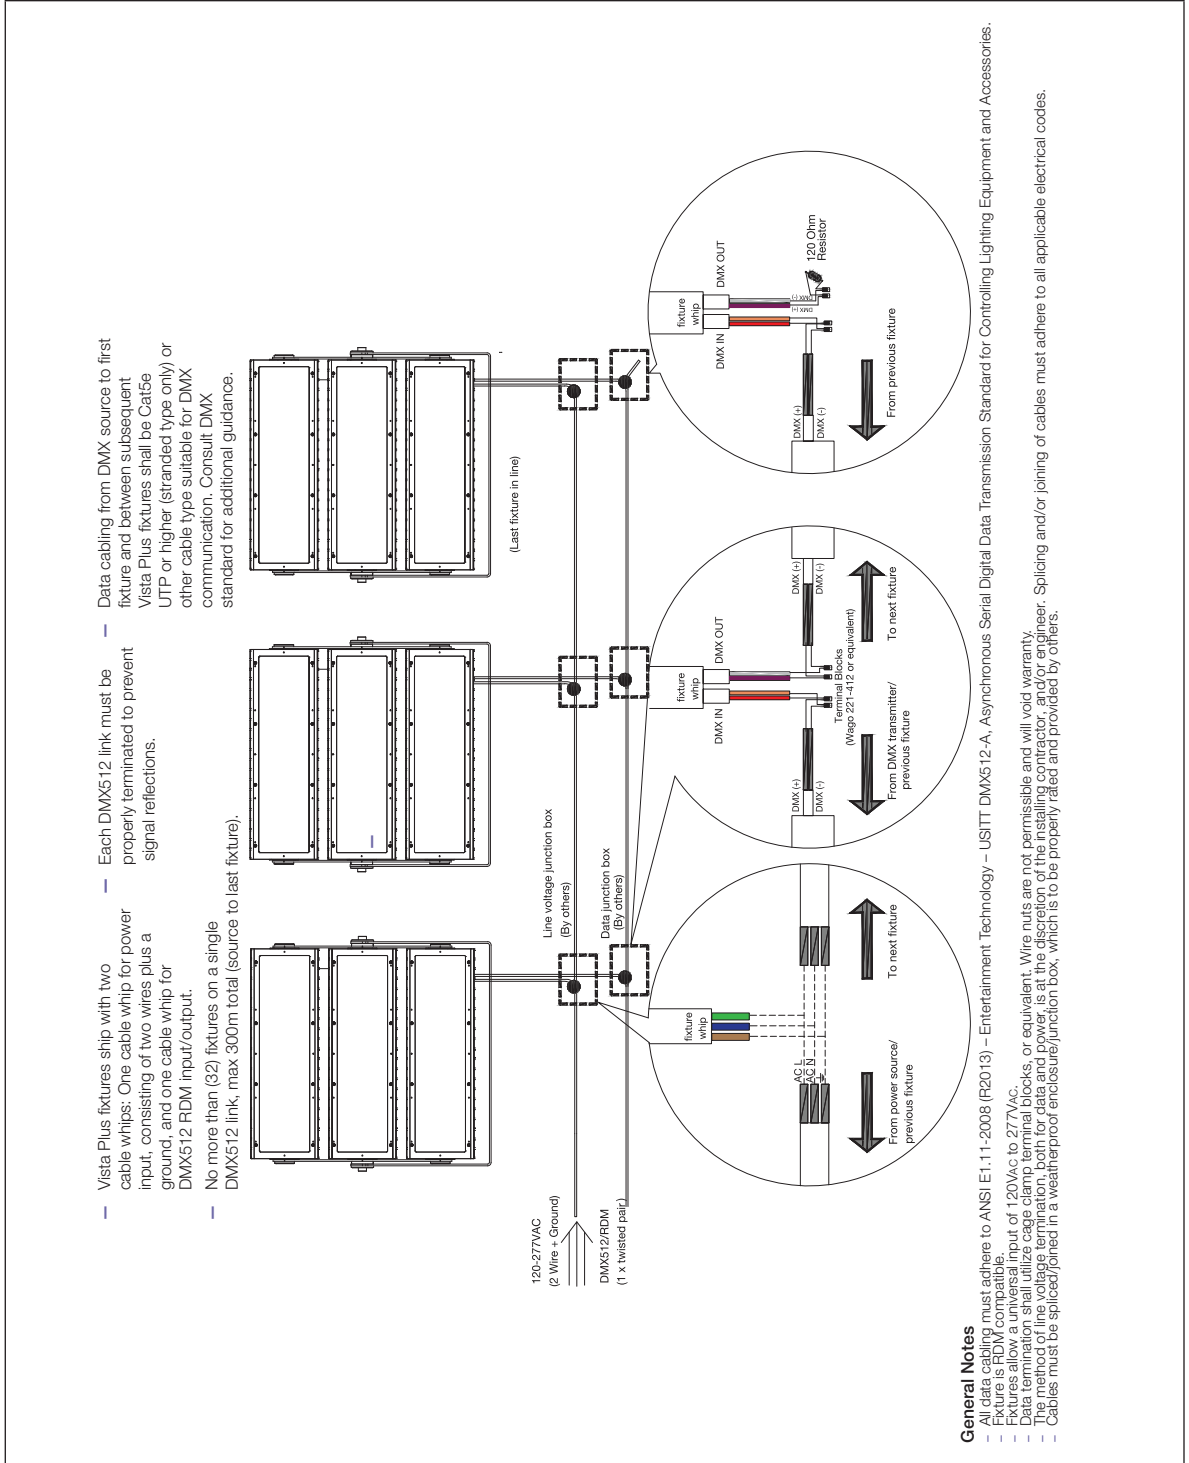 – Vista Plus fixtures ship with two
cable whips: One cable whip for power
input, consisting of two wires plus a
ground, and one cable whip for
DMX512 RDM input/output.
– No more than (32) fixtures on a single
DMX512 link, max 300m total (source to last fixture).
– Each DMX512 link must be
properly terminated to prevent
signal reflections.
– Data cabling from DMX source to first
fixture and between subsequent
Vista Plus fixtures shall be Cat5e
UTP or higher (stranded type only) or
other cable type suitable for DMX
communication. Consult DMX
standard for additional guidance.
(Last fixture in line)
120-277VAC
(2 Wire + Ground)
DMX512/RDM
(1 x twisted pair )
Line voltage junction box
(By others)
Data junction box
(By others)
fixture
whip
AC L
AC N
From power source/
previous fixture
To next fixture
fixture
whip
DMX IN
DMX OUT
DMX (+)
DMX (-)
DMX (+)
DMX (-)
Terminal Blocks
(Wago 221-412 or equivalent)
From DMX transmitter/
previous fixture
To next fixture
fixture
whip
DMX IN
DMX OUT
DMX (+)
DMX (-)
DMX (+)
DMX (-)
120 Ohm
Resistor
From previous fixture
General Notes
– All data cabling must adhere to ANSI E1.11-2008 (R2013) – Entertainment Technology – USITT DMX512-A, Asynchronous Serial Digital Data Transmission Standard for Controlling Lighting Equipment and Accessories.
– Fixture is RDM compatible.
– Fixtures allow a universal input of 120VAC to 277VAC.
– Data termination shall utilize cage clamp terminal blocks, or equivalent. Wire nuts are not permissible and will void warranty.
– The method of line voltage termination, both for data and power, is at the discretion of the installing contractor, and/or engineer. Splicing and/or joining of cables must adhere to all applicable electrical codes.
– Cables must be spliced/joined in a weatherproof enclosure/junction box, which is to be properly rated and provided by others.